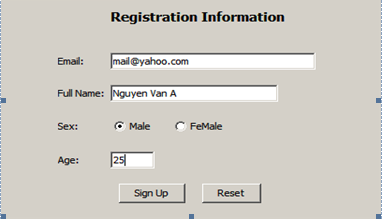 Registration Information
Email: mail@yahoo.com
Full Name: Nguyen Van A
Sex: Male FeMale
Age: 25
Sign Up Reset